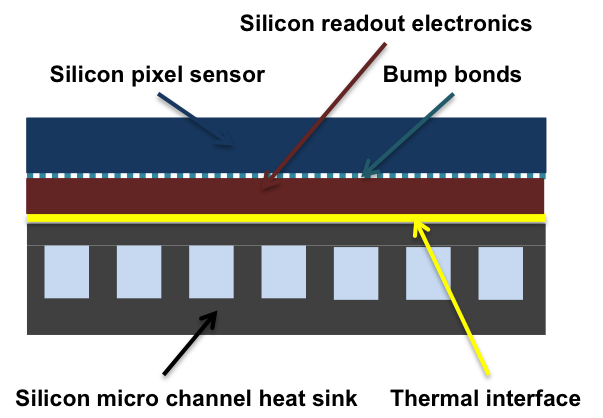 Silicon readout electronics
Silicon pixel sensor
Bump bonds
Silicon micro channel heat sink
Thermal interface